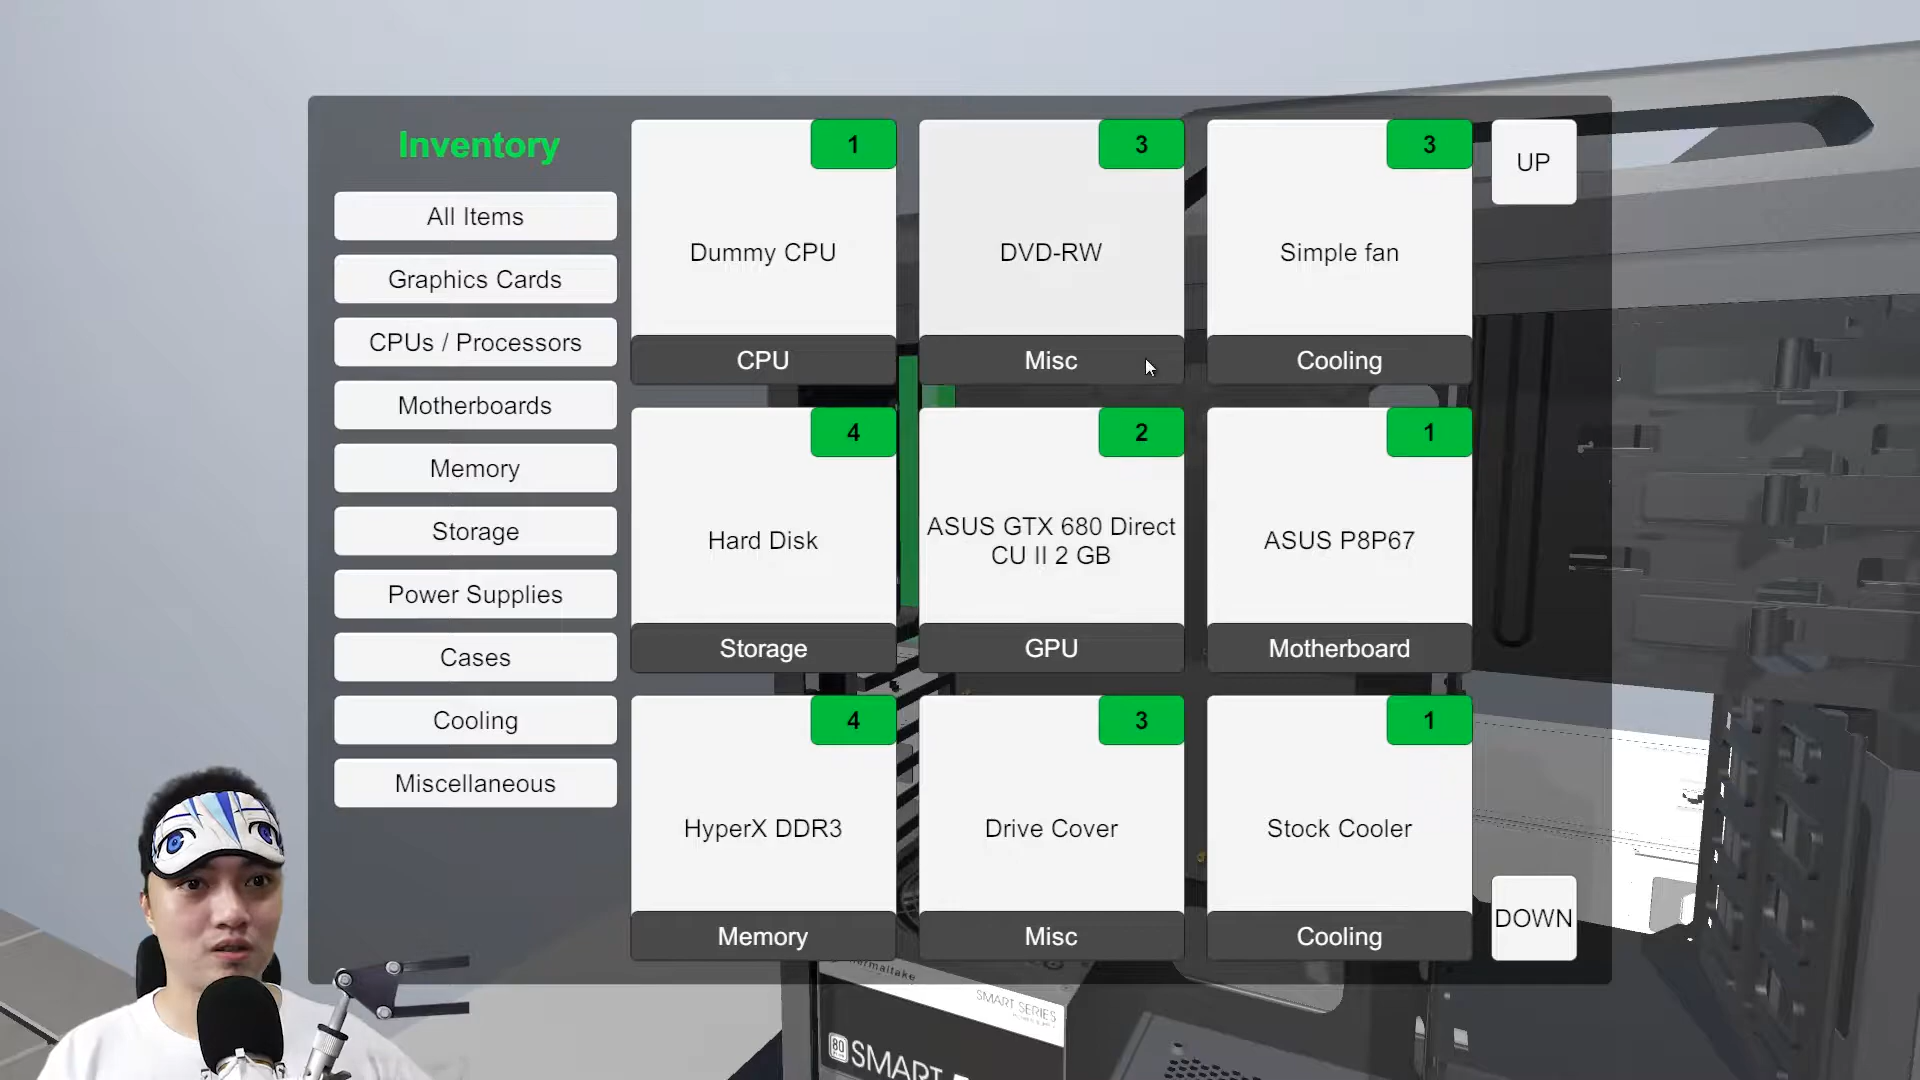 Inventory
All Items
Graphics Cards
CPUs / Processors
Motherboards
Memory
Storage
Power Supplies
Cases
Cooling
Miscellaneous
1
Dummy CPU
CPU
3
DVD-RW
Misc
3
Simple fan
Cooling
4
Hard Disk
Storage
2
ASUS GTX 680 Direct
CU II 2 GB
GPU
1
ASUS P8P67
Motherboard
4
HyperX DDR3
Memory
3
Drive Cover
Misc
1
Stock Cooler
Cooling
UP
DOWN
SMART SERIES
80
SMART